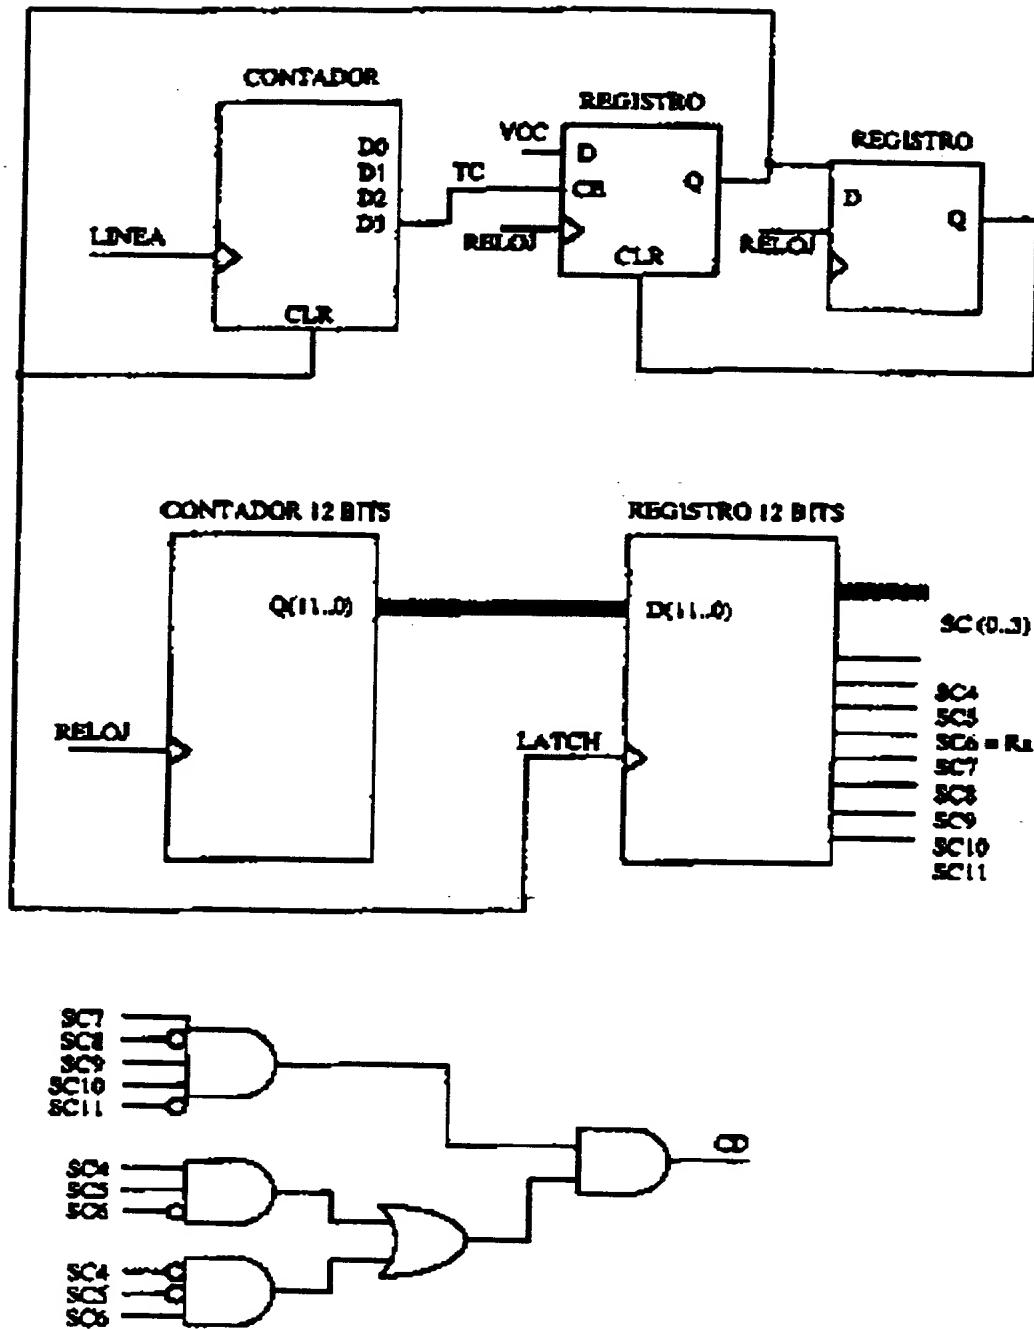 CONTADOR
REGISTRO
REGISTRO
D0
D1
D2
D3
VCC
D
TC
CE
Q
D
Q
LINEA
RELOJ
RELOJ
CLR
CLR
CONTADOR 12 BITS
REGISTRO 12 BITS
Q(11..0)
D(11..0)
SC (0..3)
SC4
SC5
SC6 = Rx
SC7
SC8
SC9
SC10
SC11
RELOJ
LATCH
SC7
SC8
SC9
SC10
SC11
CD
SC4
SC5
SC6
SC4
SC5
SC6